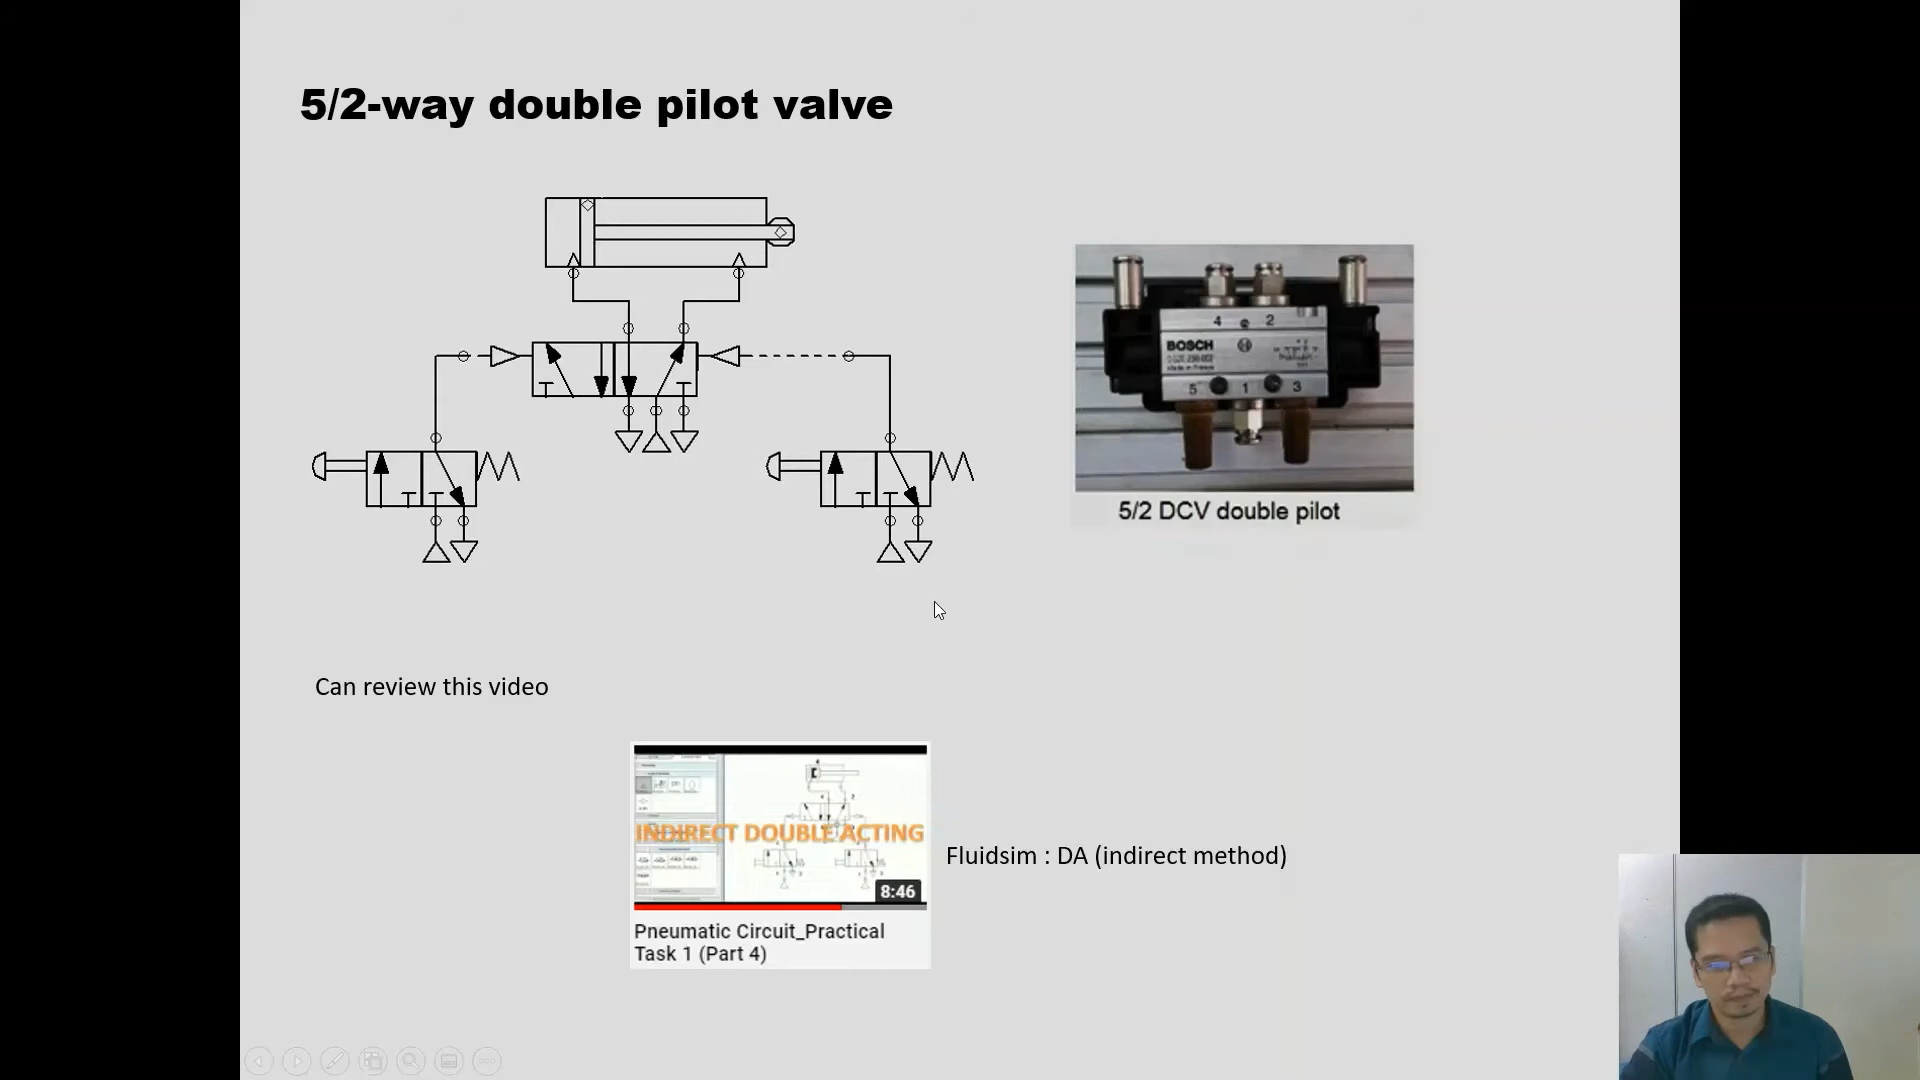 5/2-way double pilot valve
4 2
BOSCH
5 1 3
5/2 DCV double pilot
Can review this video
INDIRECT DOUBLE ACTING
8:46
Fluidsim : DA (indirect method)
Pneumatic Circuit_Practical
Task 1 (Part 4)